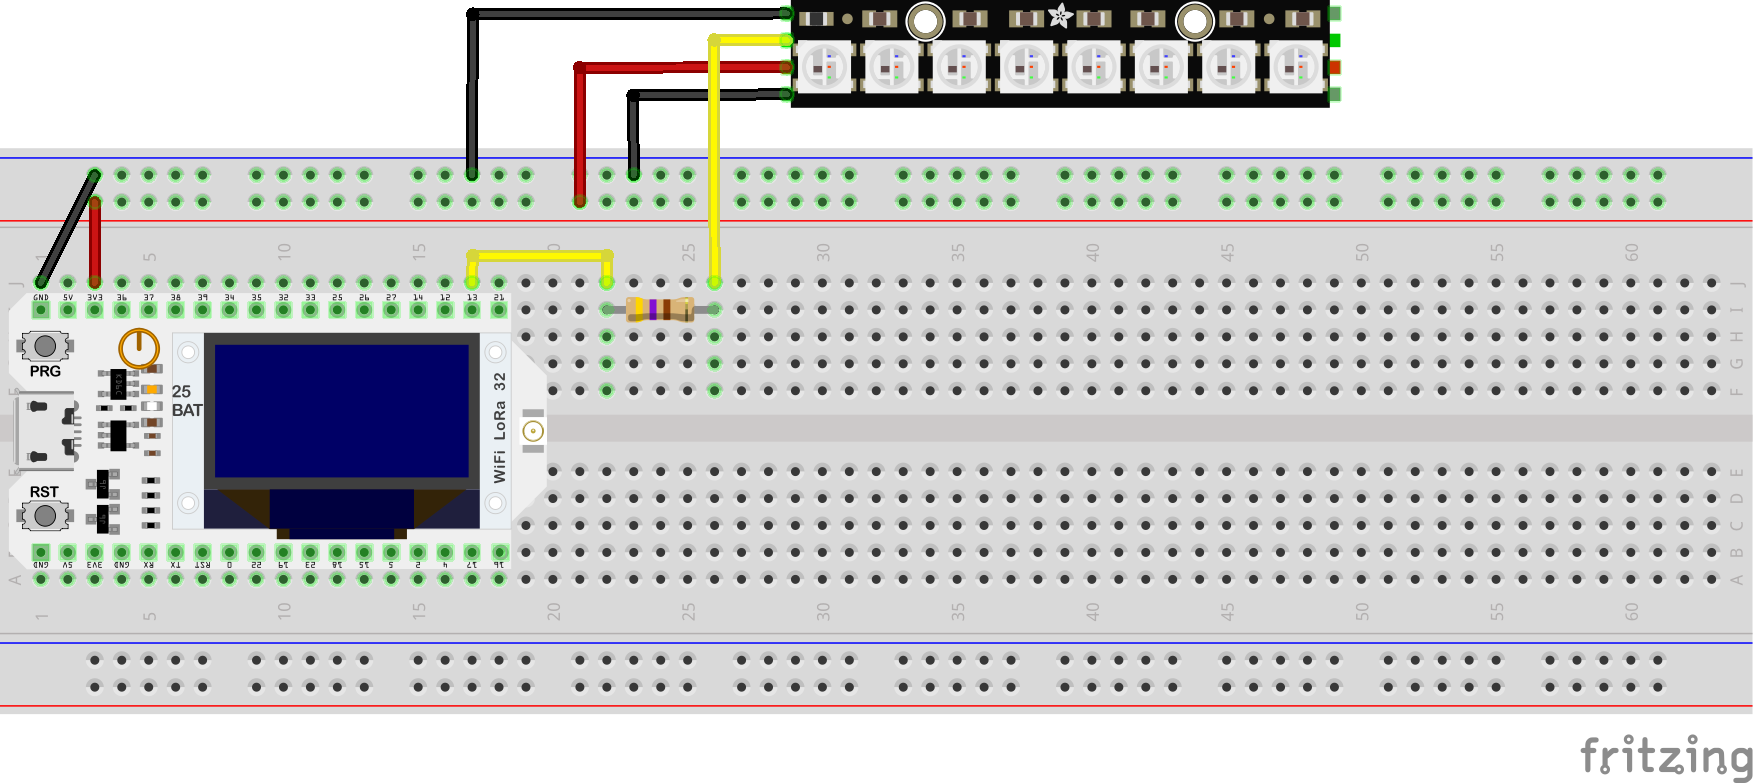 1 5 10 15 20 25 30 35 40 45 50 55 60
J J
GND 5V 3V3 36 37 38 39 34 35 32 33 25 26 27 14 12 13 21
I
H
G
F
PRG
25
BAT
WiFi LoRa 32
RST
E E
D
C
B
GND 5V 3V3 GND RX TX RST 0 22 19 23 18 15 5 2 4 17 16
A A
1 5 10 15 20 25 30 35 40 45 50 55 60
fritzing